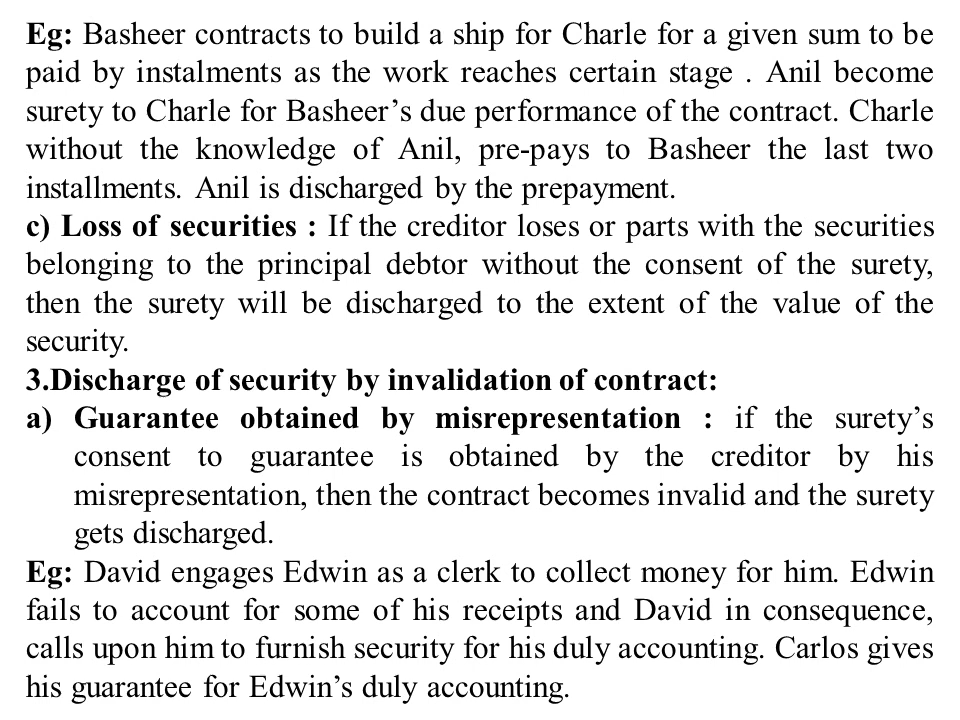 Eg: Basheer contracts to build a ship for Charle for a given sum to be
paid by instalments as the work reaches certain stage . Anil become
surety to Charle for Basheer’s due performance of the contract. Charle
without the knowledge of Anil, pre-pays to Basheer the last two
installments. Anil is discharged by the prepayment.
c) Loss of securities : If the creditor loses or parts with the securities
belonging to the principal debtor without the consent of the surety,
then the surety will be discharged to the extent of the value of the
security.
3.Discharge of security by invalidation of contract:
a) Guarantee obtained by misrepresentation : if the surety’s
consent to guarantee is obtained by the creditor by his
misrepresentation, then the contract becomes invalid and the surety
gets discharged.
Eg: David engages Edwin as a clerk to collect money for him. Edwin
fails to account for some of his receipts and David in consequence,
calls upon him to furnish security for his duly accounting. Carlos gives
his guarantee for Edwin’s duly accounting.